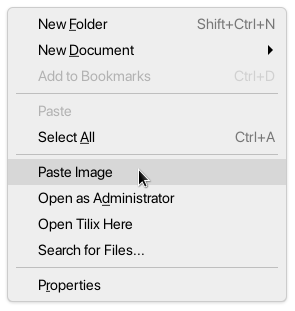 New Folder Shift+Ctrl+N
New Document
Add to Bookmarks Ctrl+D
Paste
Select All Ctrl+A
Paste Image
Open as Administrator
Open Tilix Here
Search for Files...
Properties